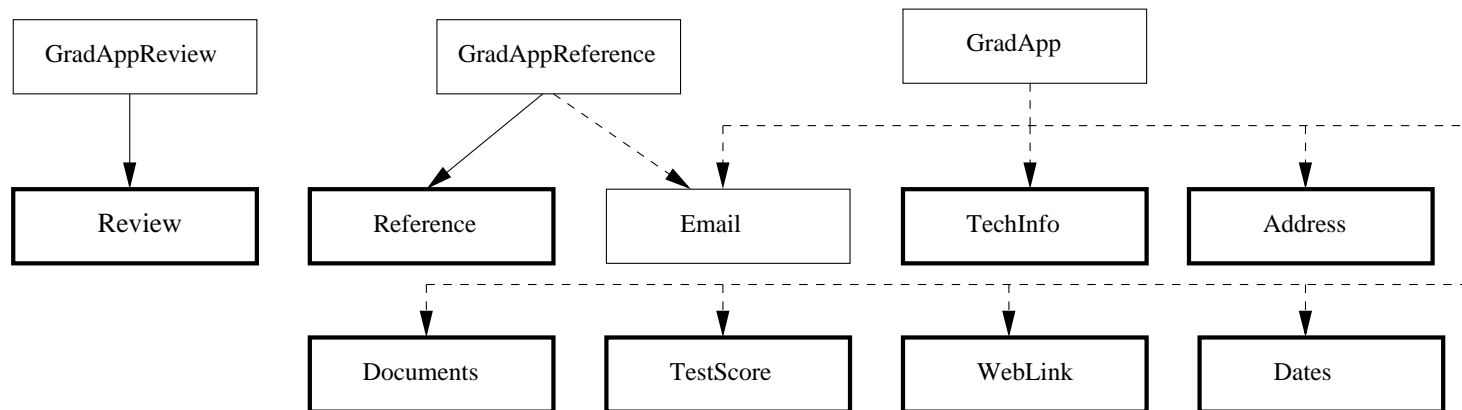 GradAppReview
GradAppReference
GradApp
Review
Reference
Email
TechInfo
Address
Documents
TestScore
WebLink
Dates